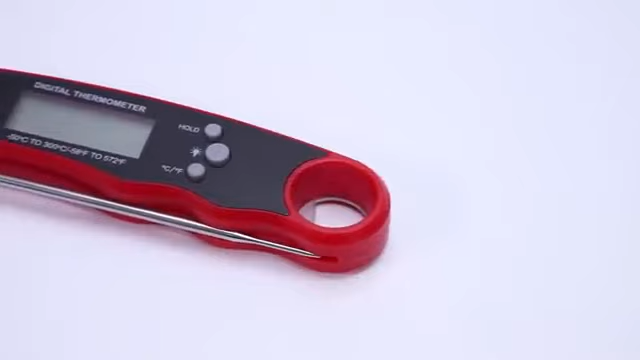 DIGITAL THERMOMETER
HOLD
-50°C TO 300°C/-58°F TO 572°F
°C/°F